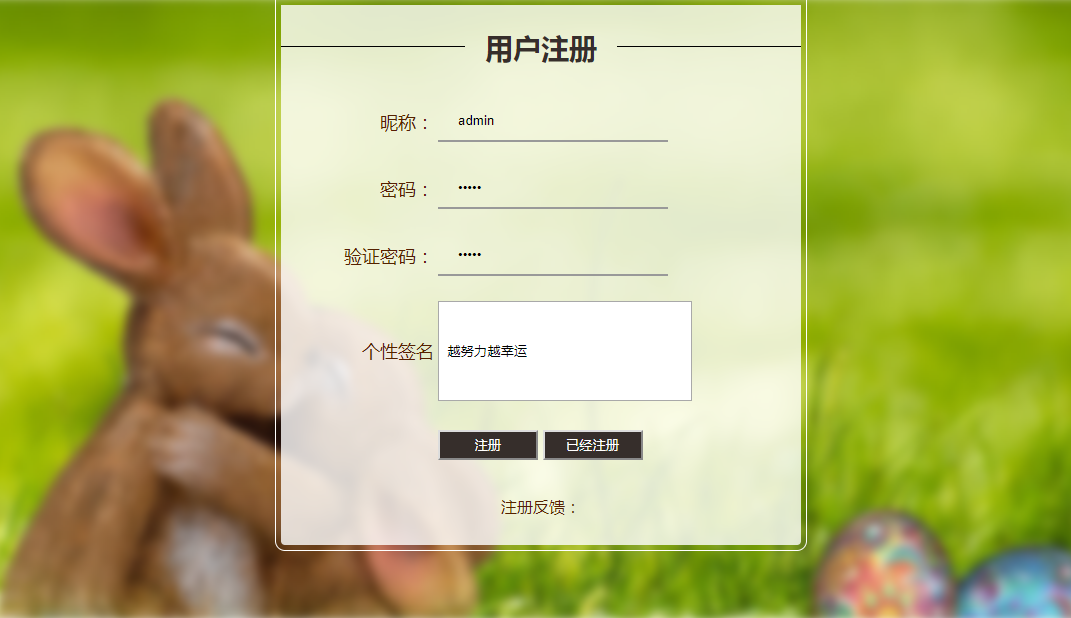 用户注册
昵称： admin
密码： •••••
验证密码： •••••
个性签名 越努力越幸运
注册 已经注册
注册反馈：